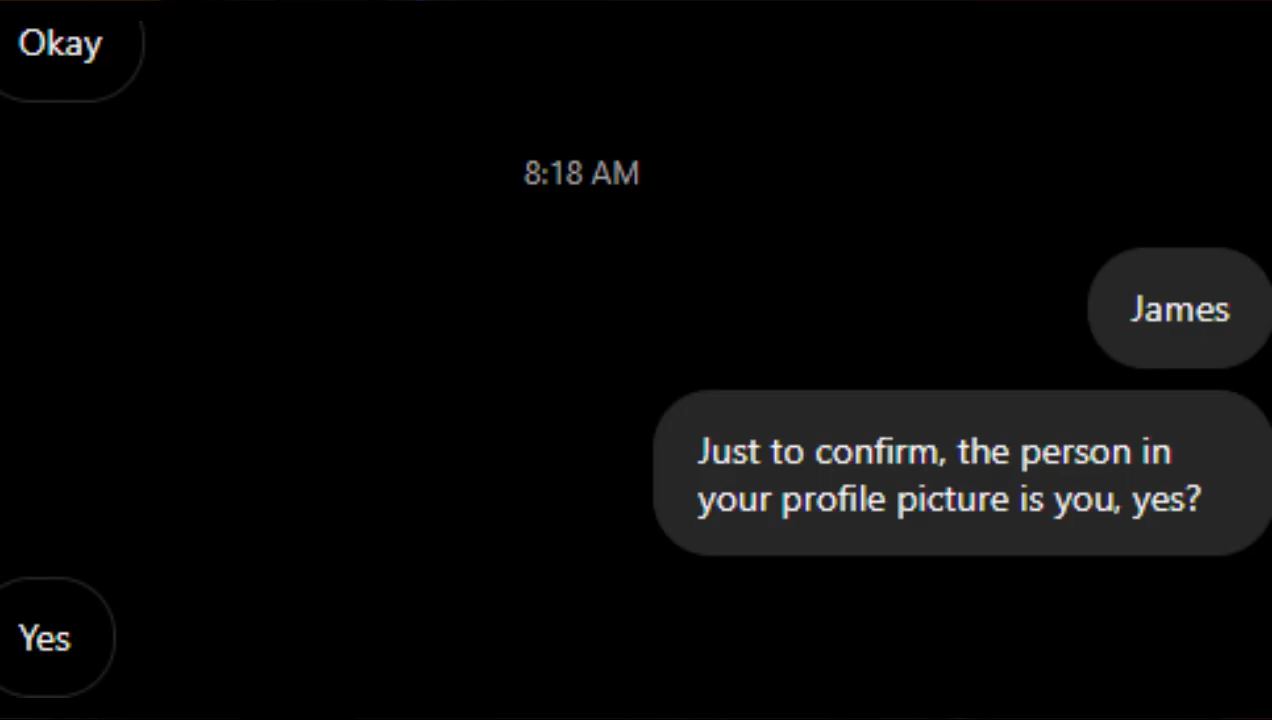 Okay
8:18 AM
James
Just to confirm, the person in
your profile picture is you, yes?
Yes